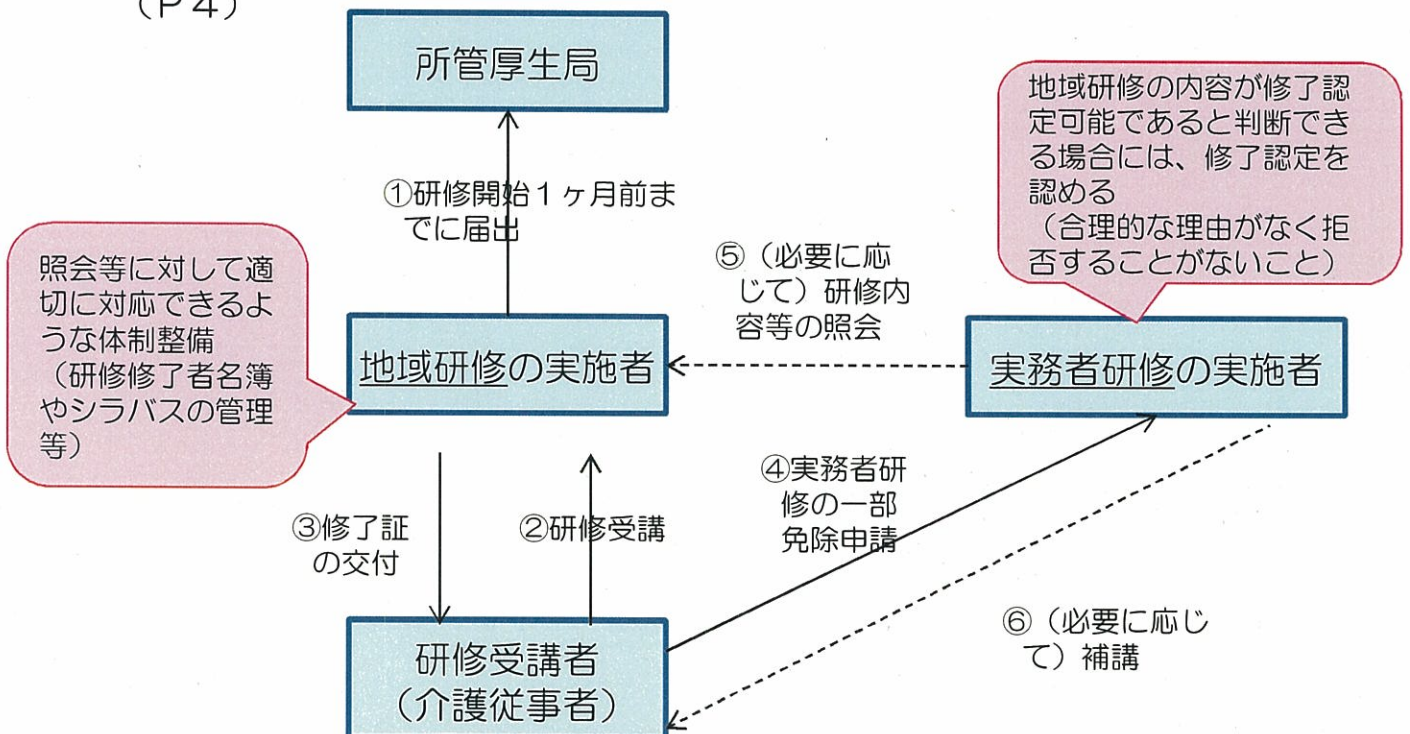 （Ｐ４）
所管厚生局
地域研修の内容が修了認
定可能であると判断でき
る場合には、修了認定を
認める
（合理的な理由がなく拒
否することがないこと）
①研修開始１ヶ月前ま
でに届出
照会等に対して適
切に対応できるよ
うな体制整備
（研修修了者名簿
やシラバスの管理
等）
⑤（必要に応
じて）研修内
容等の照会
地域研修の実施者
実務者研修の実施者
③修了証
の交付
②研修受講
④実務者研
修の一部
免除申請
⑥（必要に応じ
て）補講
研修受講者
（介護従事者）